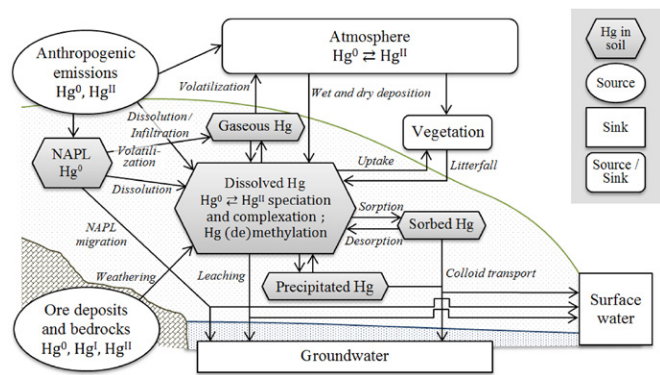 Anthropogenic
emissions
Hg⁰, Hgᴵᴵ
Atmosphere
Hg⁰ ⇄ Hgᴵᴵ
Hg in
soil
Source
Sink
Source /
Sink
Volatilization
Wet and dry deposition
Dissolution/
Infiltration
Gaseous Hg
Vegetation
NAPL
Hg⁰
Volatili-
zation
Dissolution
Uptake
Litterfall
Dissolved Hg
Hg⁰ ⇄ Hgᴵᴵ speciation
and complexation ;
Hg (de)methylation
Sorption
Desorption
Sorbed Hg
NAPL
migration
Weathering
Leaching
Precipitated Hg
Colloid transport
Ore deposits
and bedrocks
Hg⁰, Hgᴵ, Hgᴵᴵ
Surface
water
Groundwater